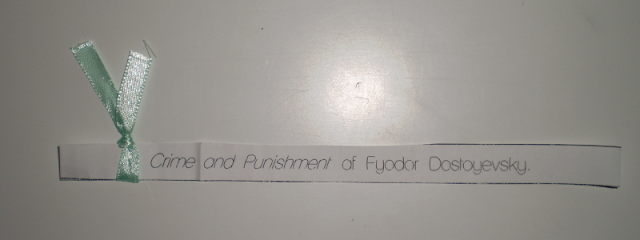 Crime and Punishment of Fyodor Dostoyevsky.